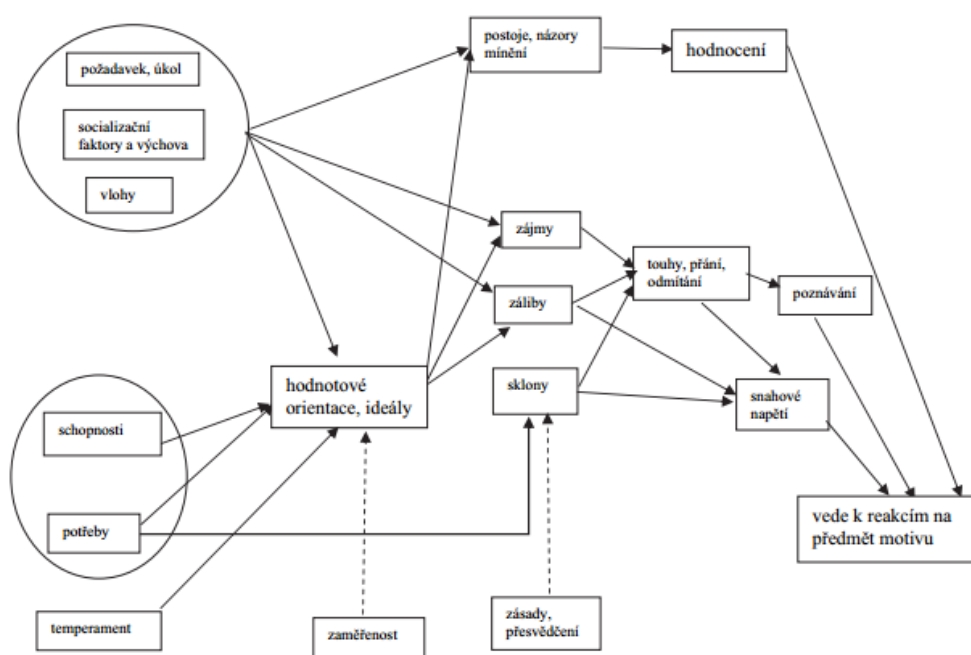 postoje, názory
mínění
hodnocení
požadavek, úkol
socializační
faktory a výchova
vlohy
zájmy
touhy, přání,
odmítání
poznávání
záliby
hodnotové
orientace, ideály
sklony
snahové
napětí
schopnosti
potřeby
vede k reakcím na
předmět motivu
temperament
zaměřenost
zásady,
přesvědčení